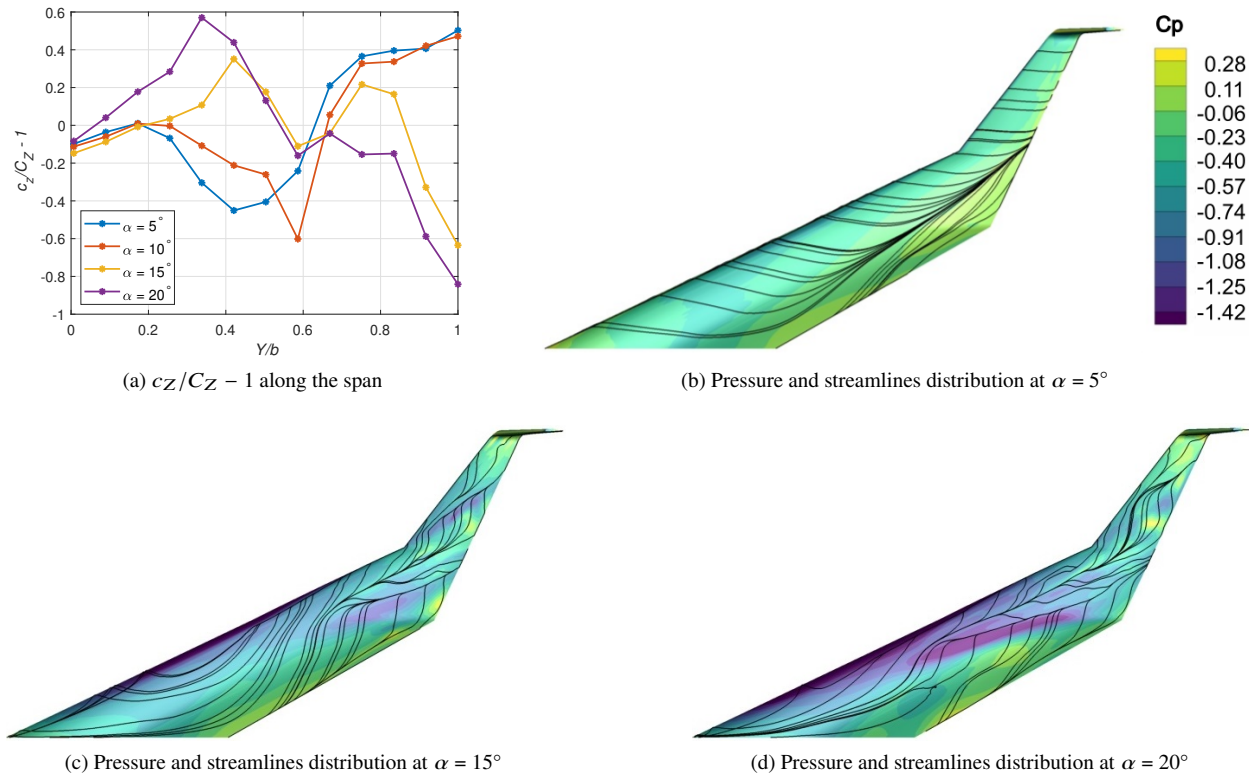 0.6
0.4
0.2
0
-0.2
-0.4
-0.6
-0.8
-1
c_z/C_Z - 1
α = 5°
α = 10°
α = 15°
α = 20°
0 0.2 0.4 0.6 0.8 1
Y/b
(a) c_Z/C_Z − 1 along the span
Cp
0.28
0.11
-0.06
-0.23
-0.40
-0.57
-0.74
-0.91
-1.08
-1.25
-1.42
(b) Pressure and streamlines distribution at α = 5°
(c) Pressure and streamlines distribution at α = 15°
(d) Pressure and streamlines distribution at α = 20°